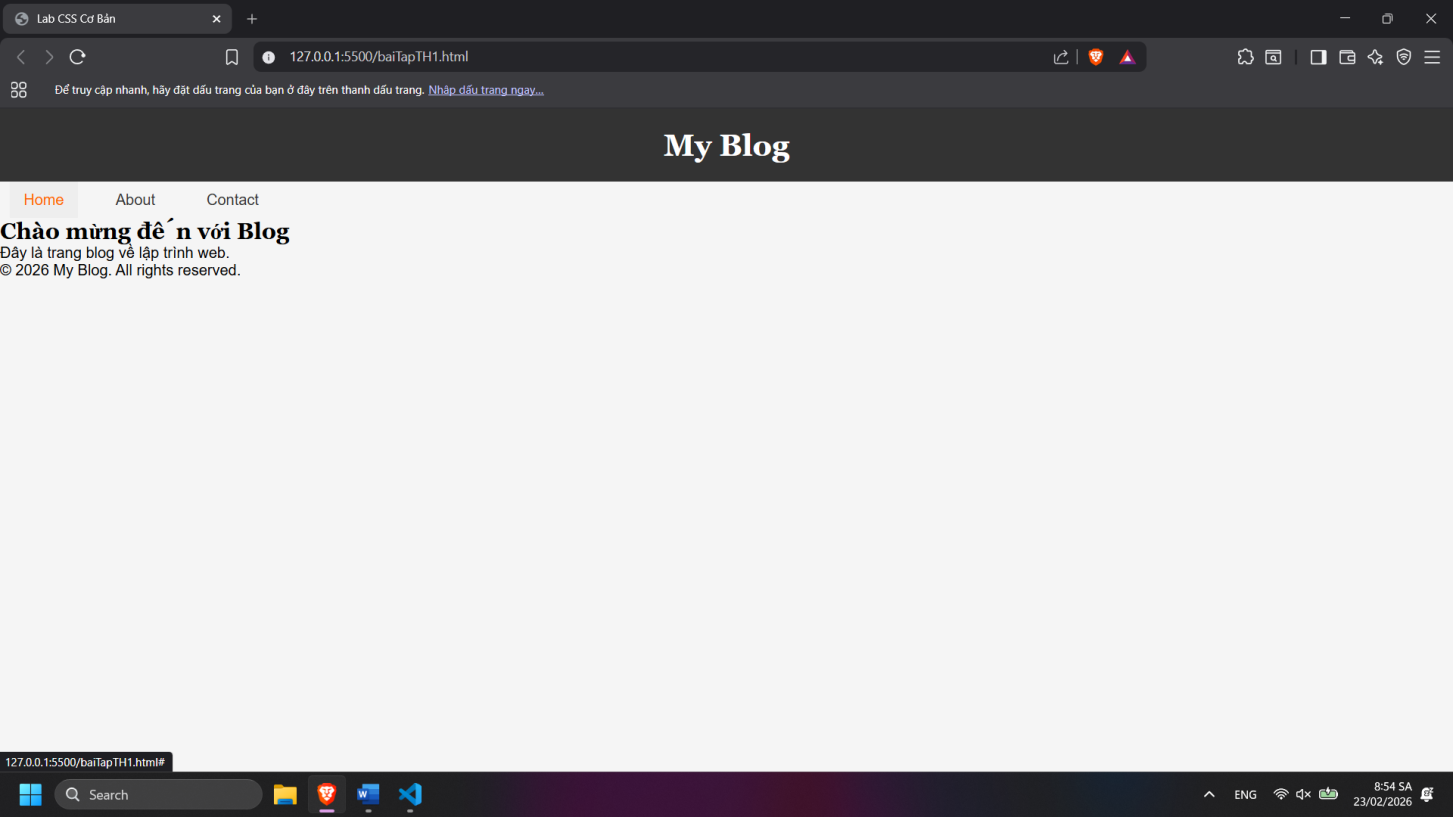 Lab CSS Cơ Bản
127.0.0.1:5500/baiTapTH1.html
Để truy cập nhanh, hãy đặt dấu trang của bạn ở đây trên thanh dấu trang. Nhập dấu trang ngay...
My Blog
Home About Contact
Chào mừng đến với Blog
Đây là trang blog về lập trình web.
© 2026 My Blog. All rights reserved.
127.0.0.1:5500/baiTapTH1.html#
Search
ENG
8:54 SA
23/02/2026